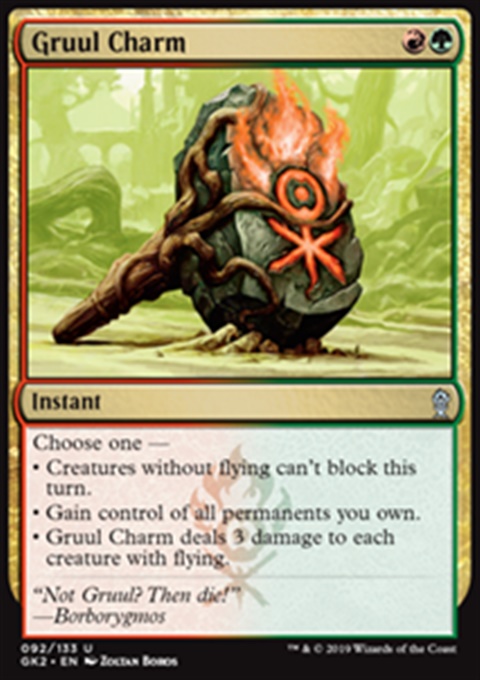 Gruul Charm
Instant
Choose one —
• Creatures without flying can't block this
turn.
• Gain control of all permanents you own.
• Gruul Charm deals 3 damage to each
creature with flying.
"Not Gruul? Then die!"
—Borborygmos
092/133 U
GK2 • EN Zoltan Boros
™ & © 2019 Wizards of the Coast